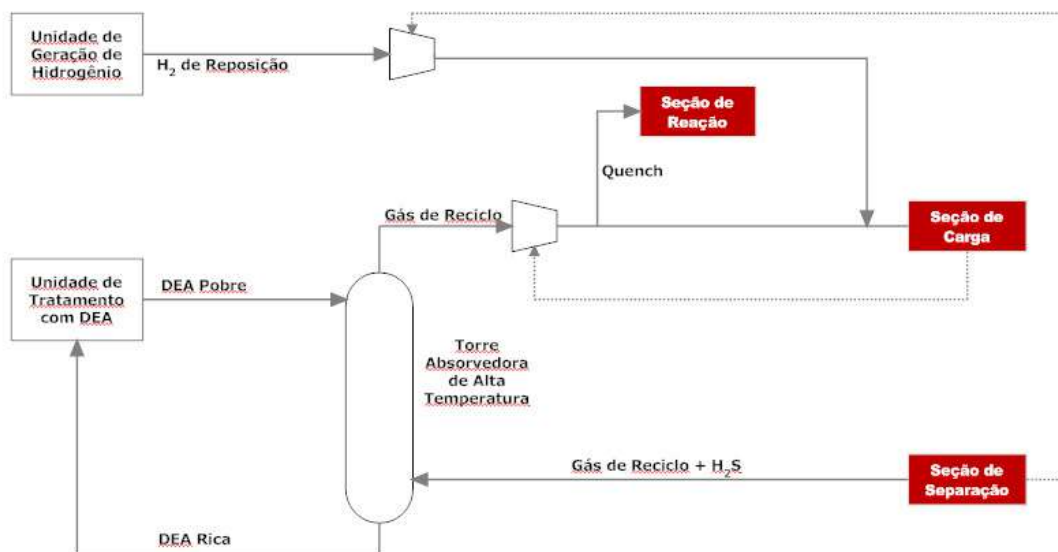 Unidade de
Geração de
Hidrogênio
H₂ de Reposição
Seção de
Reação
Quench
Gás de Reciclo
Seção de
Carga
Unidade de
Tratamento
com DEA
DEA Pobre
Torre
Absorvedora
de Alta
Temperatura
Gás de Reciclo + H₂S
Seção de
Separação
DEA Rica